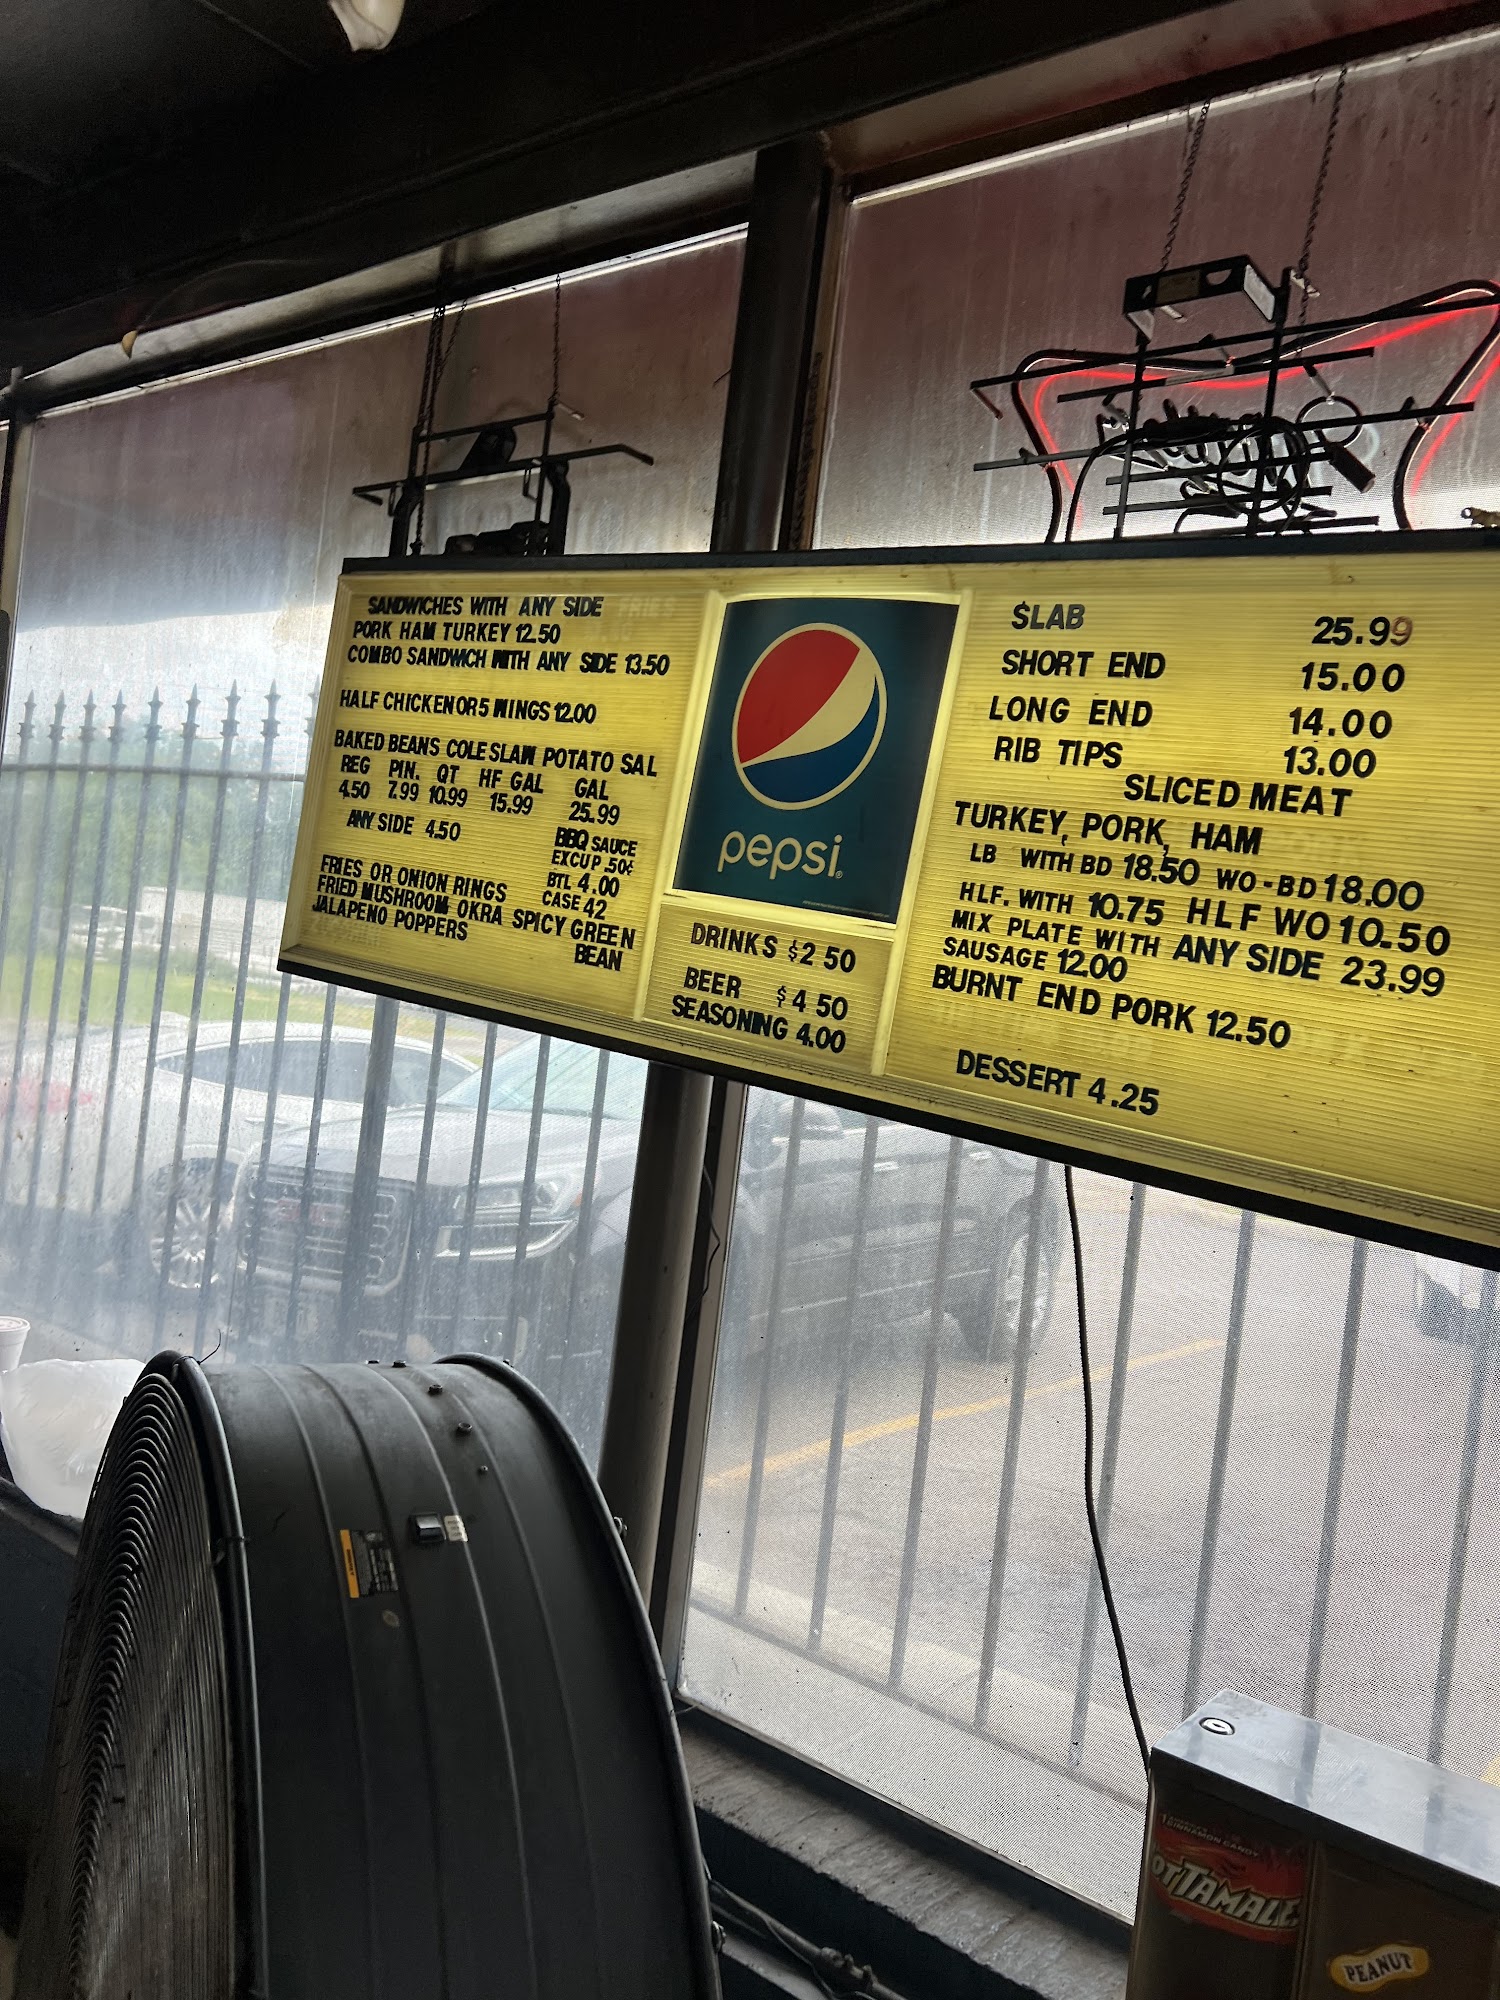 SANDWICHES WITH ANY SIDE
PORK HAM TURKEY 12.50
COMBO SANDWICH WITH ANY SIDE 13.50
HALF CHICKEN OR 5 WINGS 12.00
BAKED BEANS COLE SLAW POTATO SAL
REG PIN. QT HF GAL GAL
4.50 7.99 10.99 15.99 25.99
ANY SIDE 4.50
BBQ SAUCE
EXCUP .50¢
BTL 4.00
CASE 42
FRIES OR ONION RINGS
FRIED MUSHROOM OKRA SPICY GREEN
JALAPENO POPPERS BEAN
pepsi
DRINKS $2 50
BEER $4 50
SEASONING 4.00
$LAB 25.99
SHORT END 15.00
LONG END 14.00
RIB TIPS 13.00
SLICED MEAT
TURKEY, PORK, HAM
LB WITH BD 18.50 WO-BD 18.00
HLF. WITH 10.75 HLF WO 10.50
MIX PLATE WITH ANY SIDE 23.99
SAUSAGE 12.00
BURNT END PORK 12.50
DESSERT 4.25
CINNAMON CANDY
OT TAMALE
PEANUT